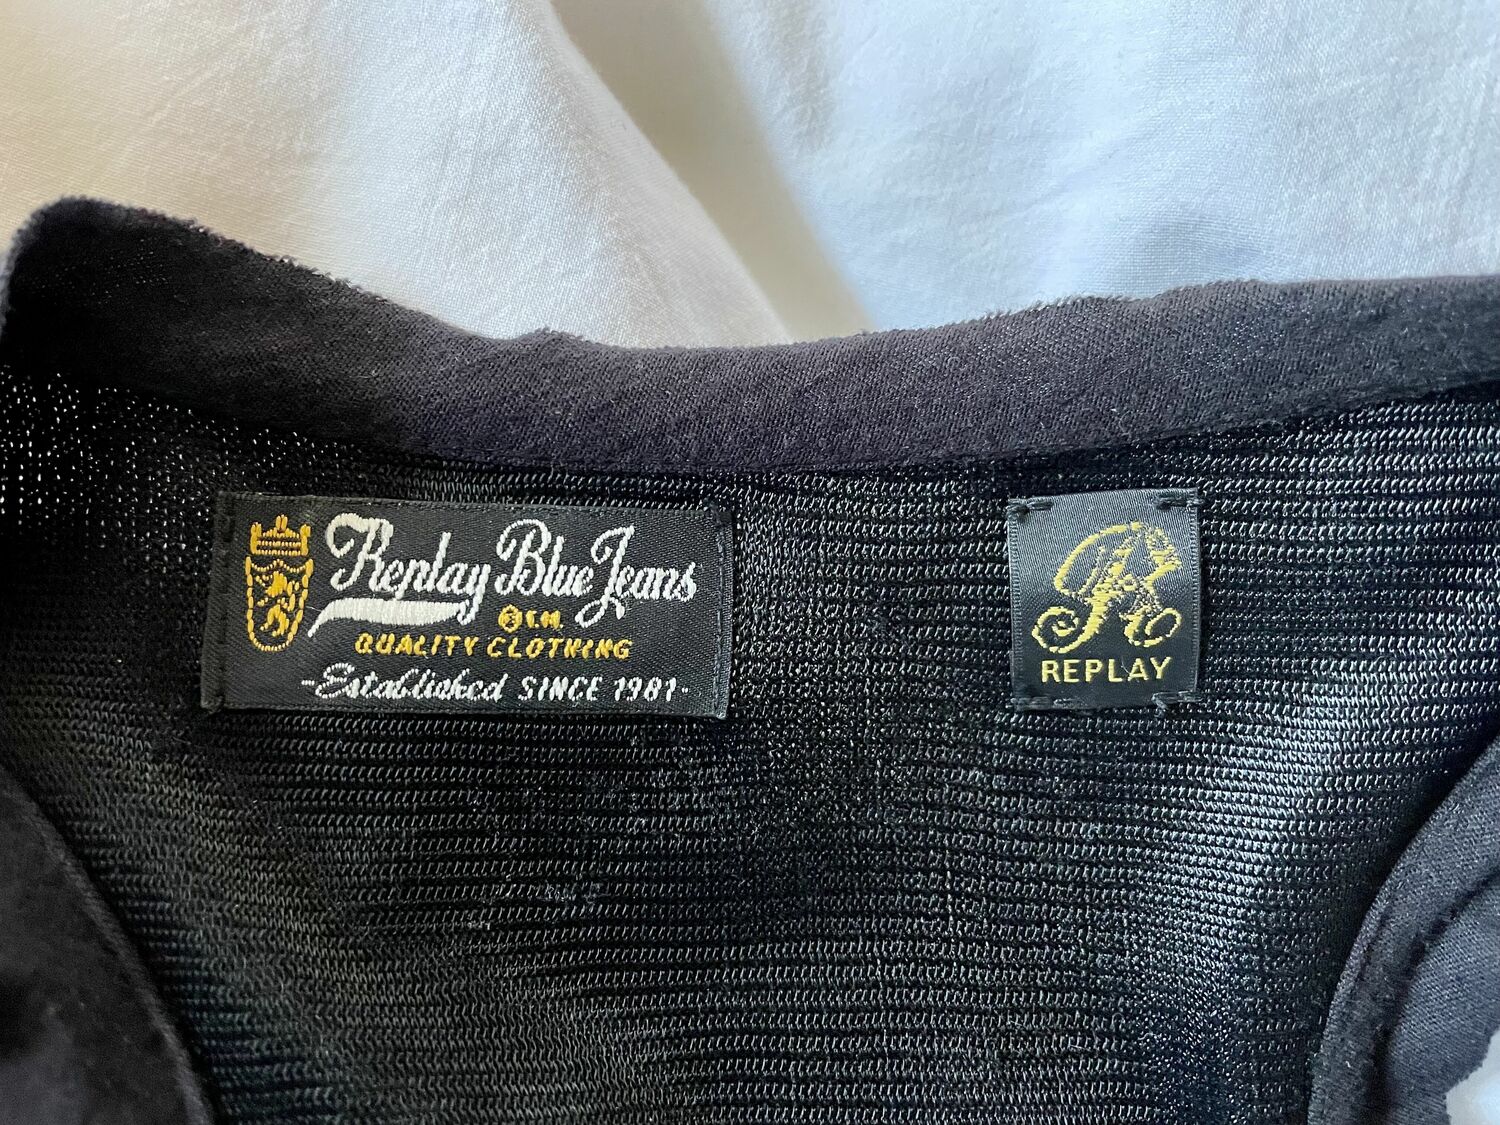 Replay Blue Jeans
® T.M.
QUALITY CLOTHING
-Established SINCE 1981-
R
REPLAY